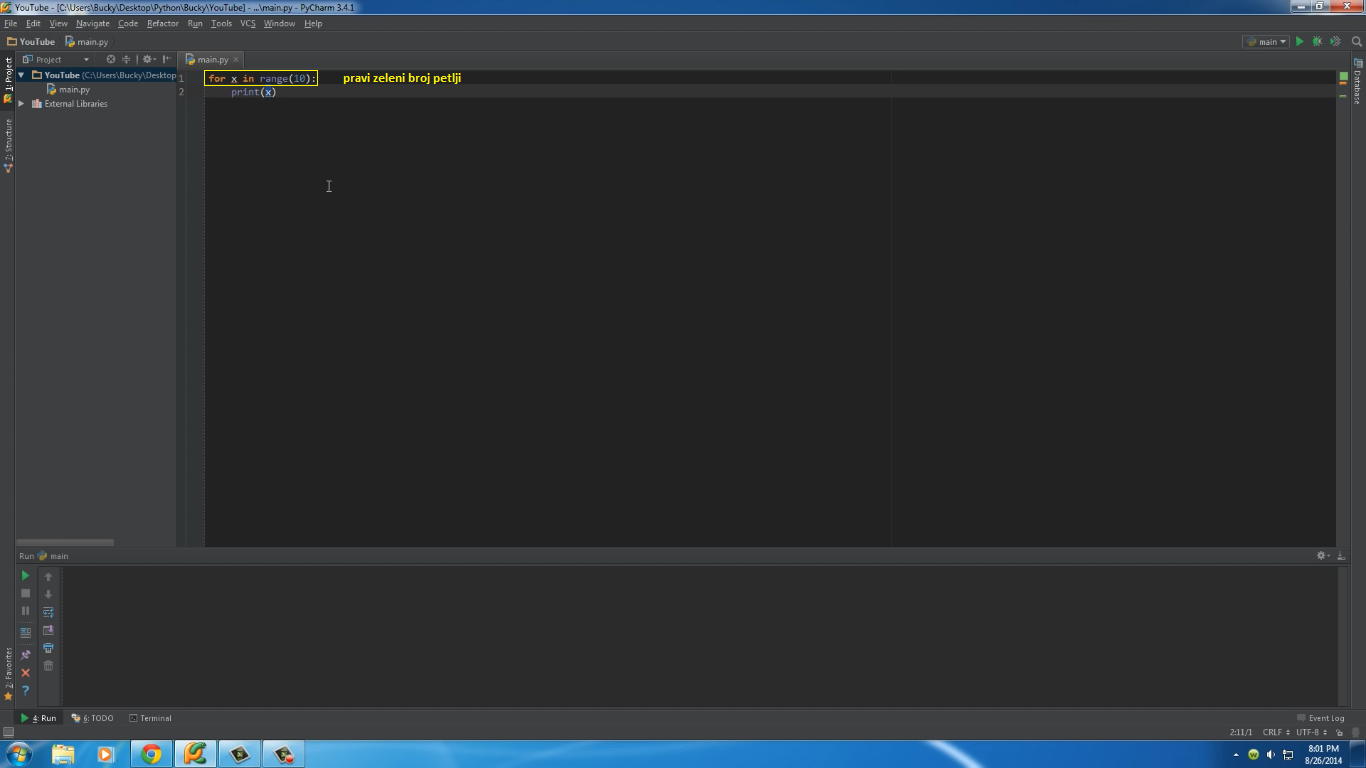 YouTube - [C:\Users\Bucky\Desktop\Python\Bucky\YouTube] - ...\main.py - PyCharm 3.4.1
File Edit View Navigate Code Refactor Run Tools VCS Window Help
YouTube main.py
main
1: Project
Project
main.py
Database
YouTube (C:\Users\Bucky\Desktop
main.py
External Libraries
7: Structure
1 for x in range(10): pravi zeleni broj petlji
2 print(x)
Run main
2: Favorites
4: Run 6: TODO Terminal
Event Log
2:11/1 CRLF UTF-8
8:01 PM
8/26/2014